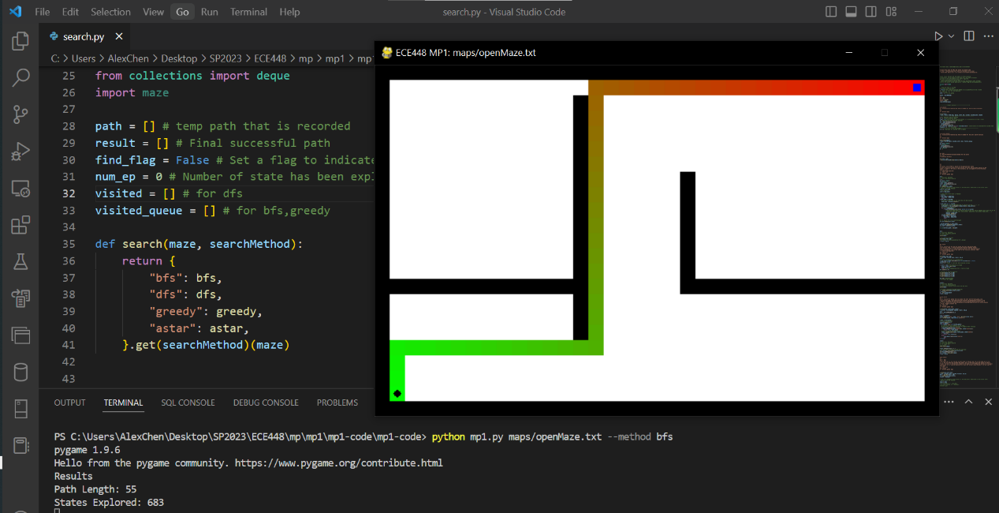 File Edit Selection View Go Run Terminal Help
search.py - Visual Studio Code
search.py
C: > Users > AlexChen > Desktop > SP2023 > ECE448 > mp > mp1 > mp1
25 from collections import deque
26 import maze
27
28 path = [] # temp path that is recorded
29 result = [] # Final successful path
30 find_flag = False # Set a flag to indicate
31 num_ep = 0 # Number of state has been expl
32 visited = [] # for dfs
33 visited_queue = [] # for bfs,greedy
34
35 def search(maze, searchMethod):
36 return {
37 "bfs": bfs,
38 "dfs": dfs,
39 "greedy": greedy,
40 "astar": astar,
41 }.get(searchMethod)(maze)
42
43
ECE448 MP1: maps/openMaze.txt
OUTPUT TERMINAL SQL CONSOLE DEBUG CONSOLE PROBLEMS
PS C:\Users\AlexChen\Desktop\SP2023\ECE448\mp\mp1\mp1-code\mp1-code> python mp1.py maps/openMaze.txt --method bfs
pygame 1.9.6
Hello from the pygame community. https://www.pygame.org/contribute.html
Results
Path Length: 55
States Explored: 683